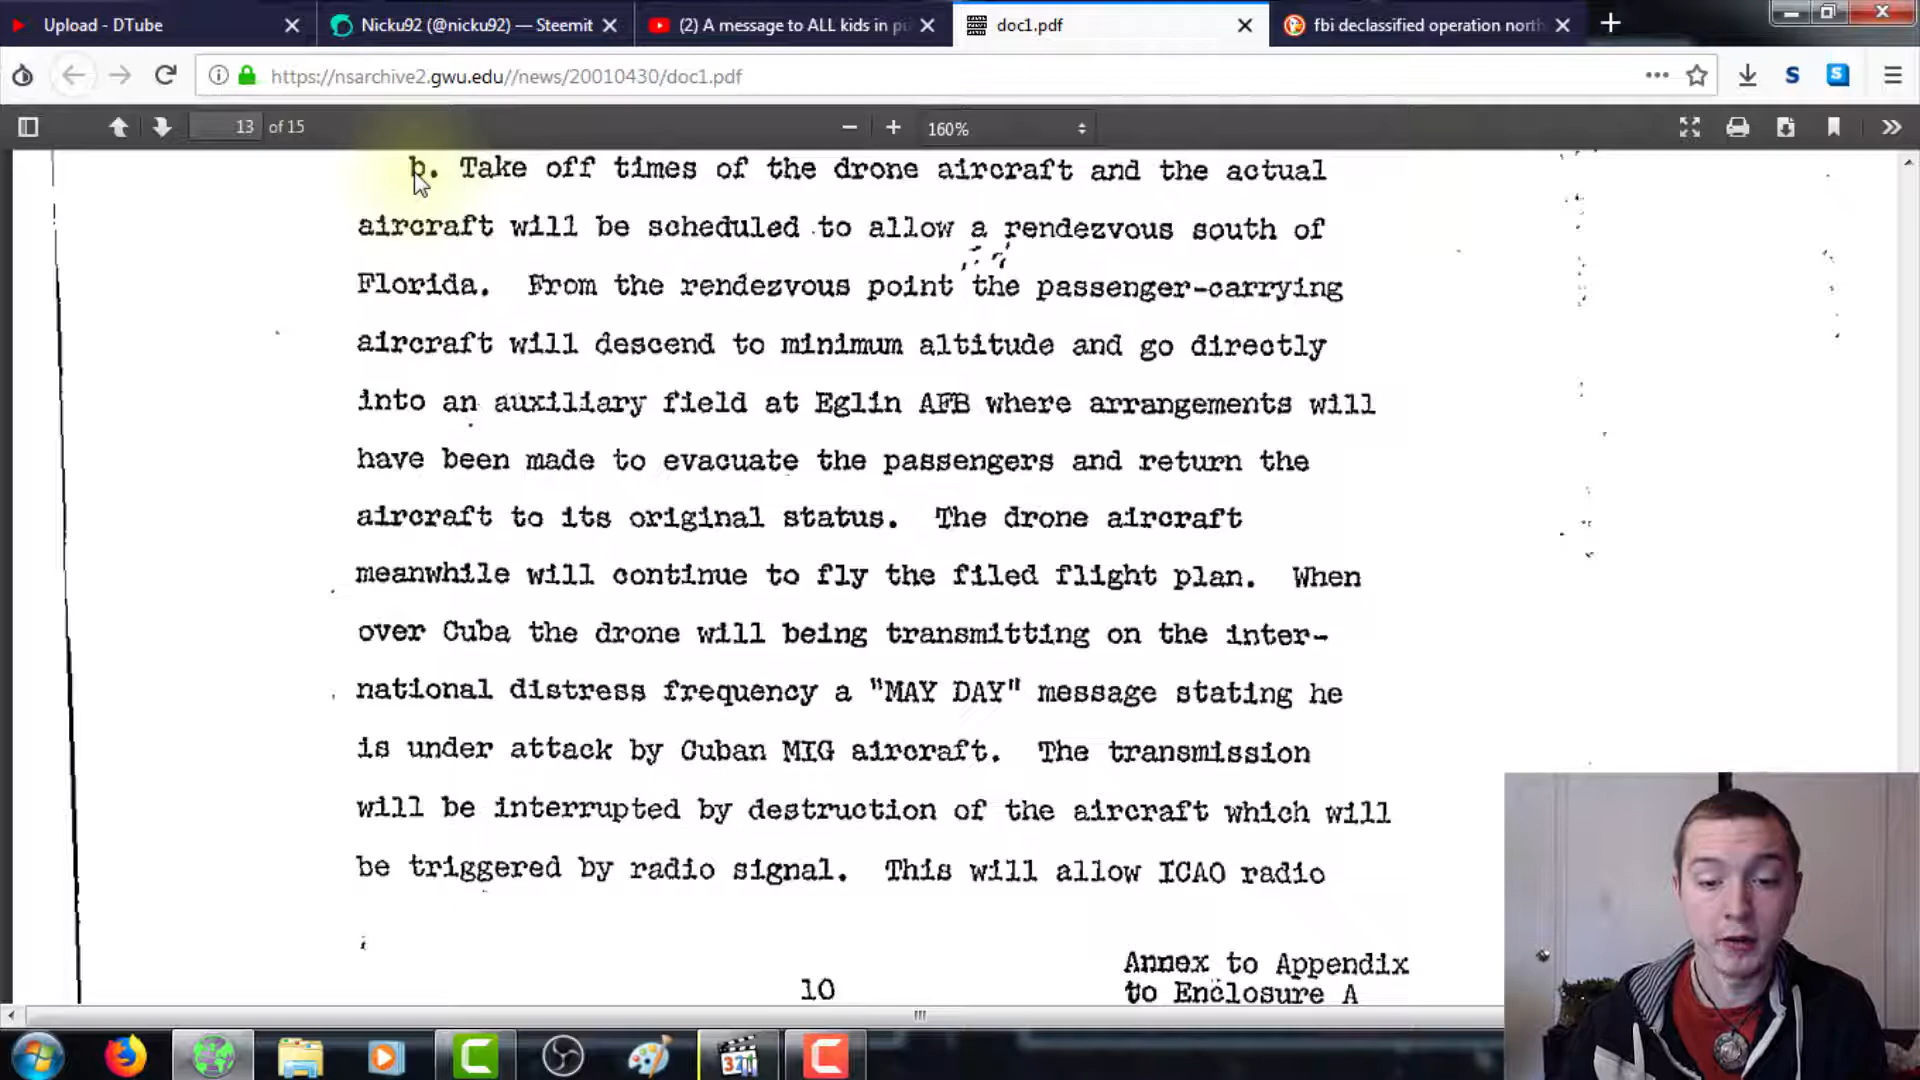 Upload - DTube
Nicku92 (@nicku92) — Steemit
(2) A message to ALL kids in pu
doc1.pdf
fbi declassified operation north
https://nsarchive2.gwu.edu//news/20010430/doc1.pdf
13 of 15
160%
b. Take off times of the drone aircraft and the actual
aircraft will be scheduled to allow a rendezvous south of
Florida. From the rendezvous point the passenger-carrying
aircraft will descend to minimum altitude and go directly
into an auxiliary field at Eglin AFB where arrangements will
have been made to evacuate the passengers and return the
aircraft to its original status. The drone aircraft
meanwhile will continue to fly the filed flight plan. When
over Cuba the drone will being transmitting on the inter-
national distress frequency a "MAY DAY" message stating he
is under attack by Cuban MIG aircraft. The transmission
will be interrupted by destruction of the aircraft which will
be triggered by radio signal. This will allow ICAO radio
10
Annex to Appendix
to Enclosure A